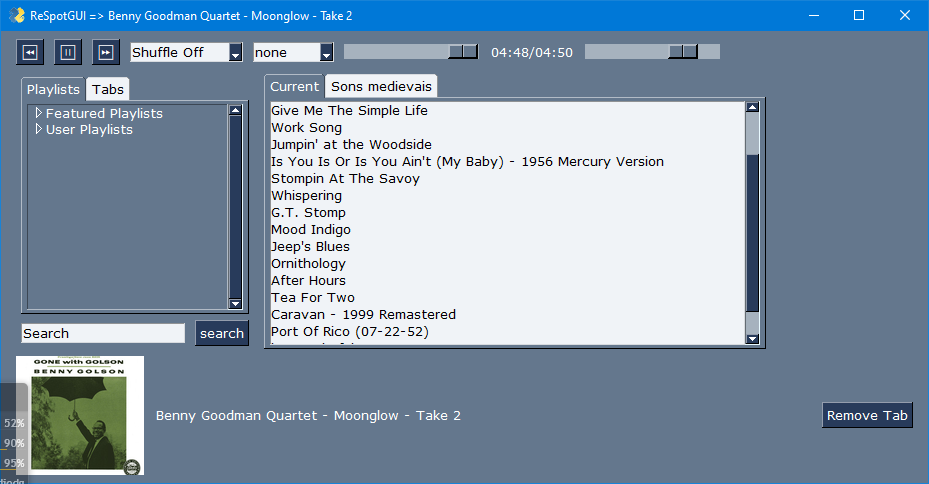 ReSpotGUI => Benny Goodman Quartet - Moonglow - Take 2
Shuffle Off
none
04:48/04:50
Playlists
Tabs
Featured Playlists
User Playlists
Search
search
Current
Sons medievais
Give Me The Simple Life
Work Song
Jumpin' at the Woodside
Is You Is Or Is You Ain't (My Baby) - 1956 Mercury Version
Stompin At The Savoy
Whispering
G.T. Stomp
Mood Indigo
Jeep's Blues
Ornithology
After Hours
Tea For Two
Caravan - 1999 Remastered
Port Of Rico (07-22-52)
GONE with GOLSON
BENNY GOLSON
52%
90%
95%
Benny Goodman Quartet - Moonglow - Take 2
Remove Tab